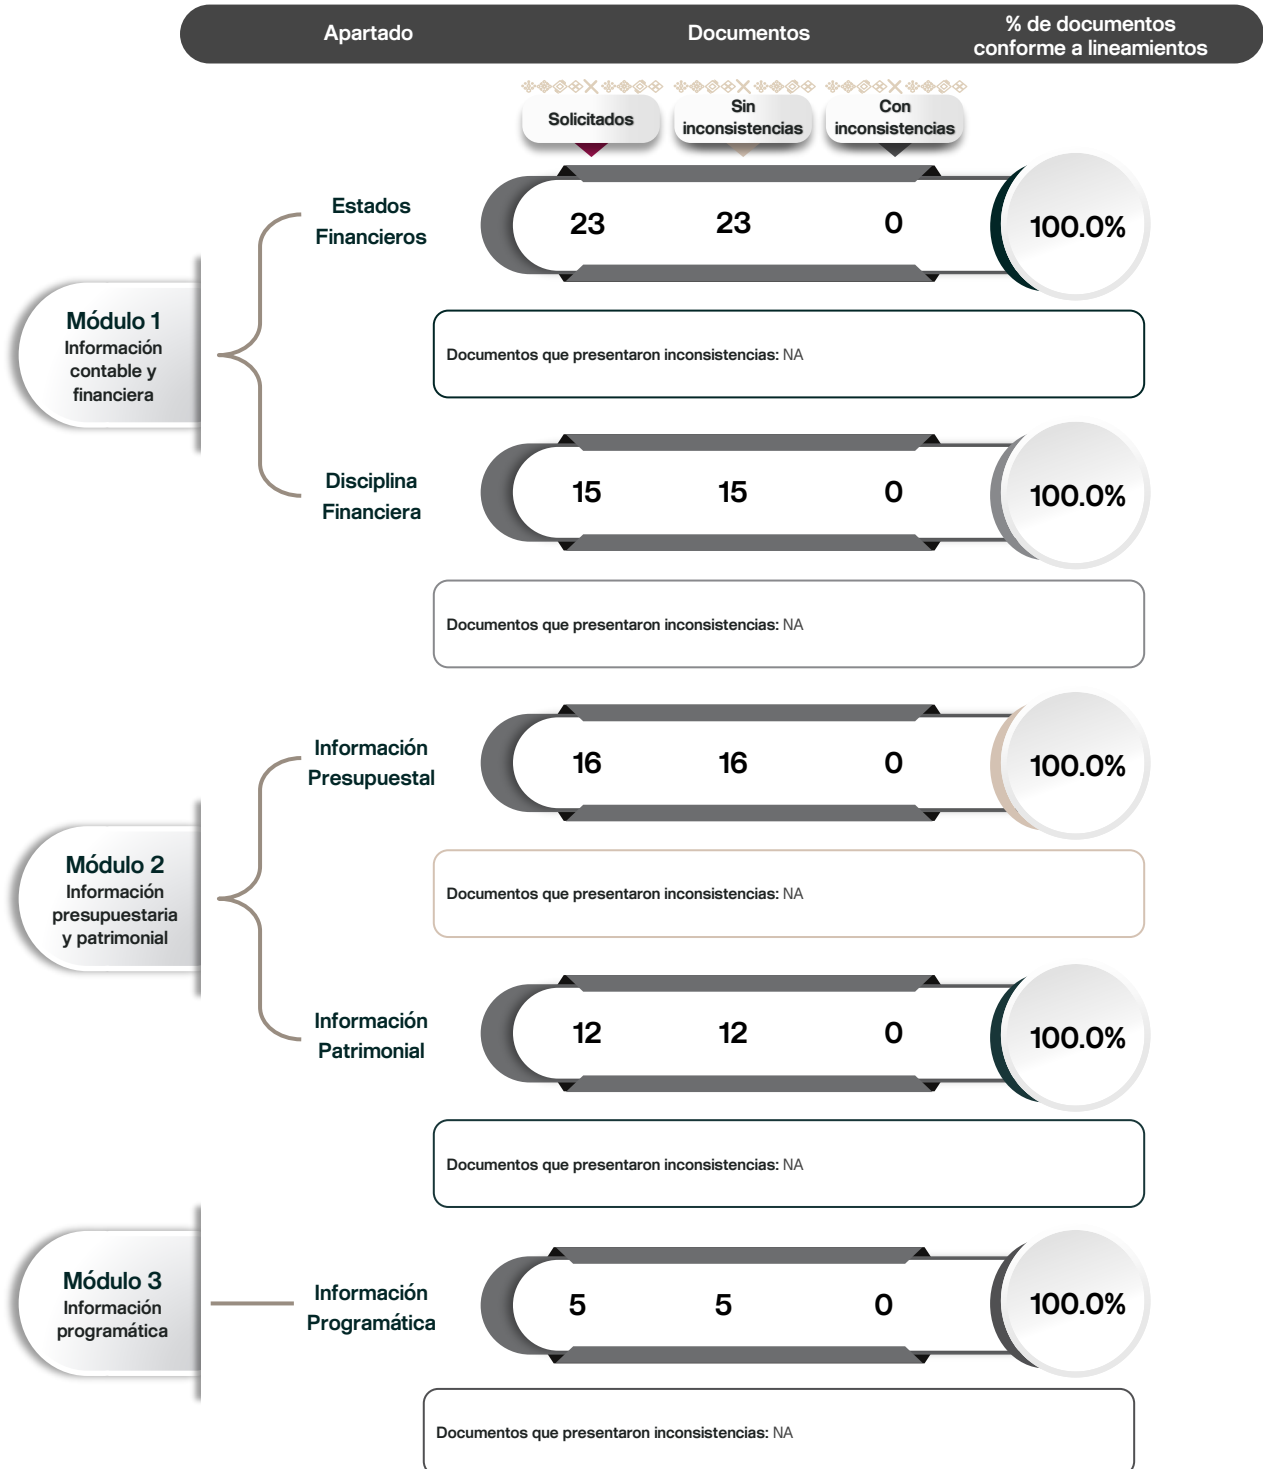 Apartado
Documentos
% de documentos
conforme a lineamientos
Solicitados
Sin
inconsistencias
Con
inconsistencias
Módulo 1
Información
contable y
financiera
Estados
Financieros
23
23
0
100.0%
Documentos que presentaron inconsistencias: NA
Disciplina
Financiera
15
15
0
100.0%
Documentos que presentaron inconsistencias: NA
Módulo 2
Información
presupuestaria
y patrimonial
Información
Presupuestal
16
16
0
100.0%
Documentos que presentaron inconsistencias: NA
Información
Patrimonial
12
12
0
100.0%
Documentos que presentaron inconsistencias: NA
Módulo 3
Información
programática
Información
Programática
5
5
0
100.0%
Documentos que presentaron inconsistencias: NA